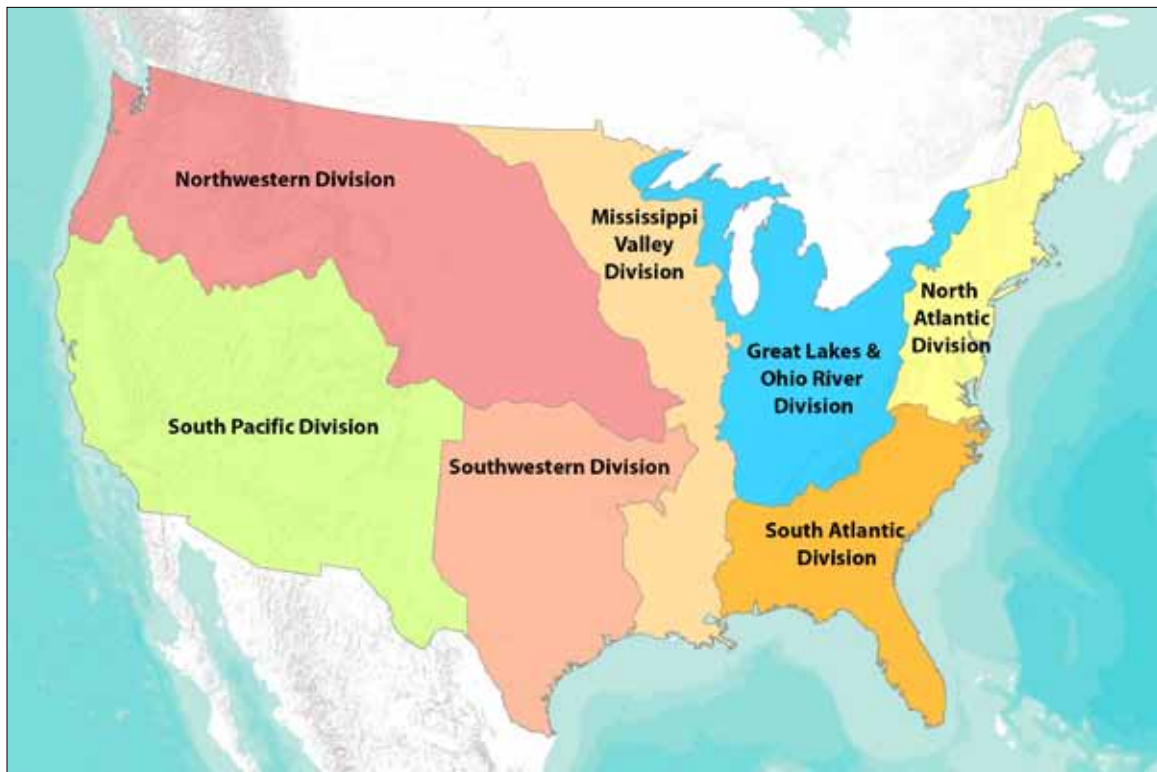 Northwestern Division
Mississippi
Valley
Division
North
Atlantic
Division
Great Lakes &
Ohio River
Division
South Pacific Division
Southwestern Division
South Atlantic
Division